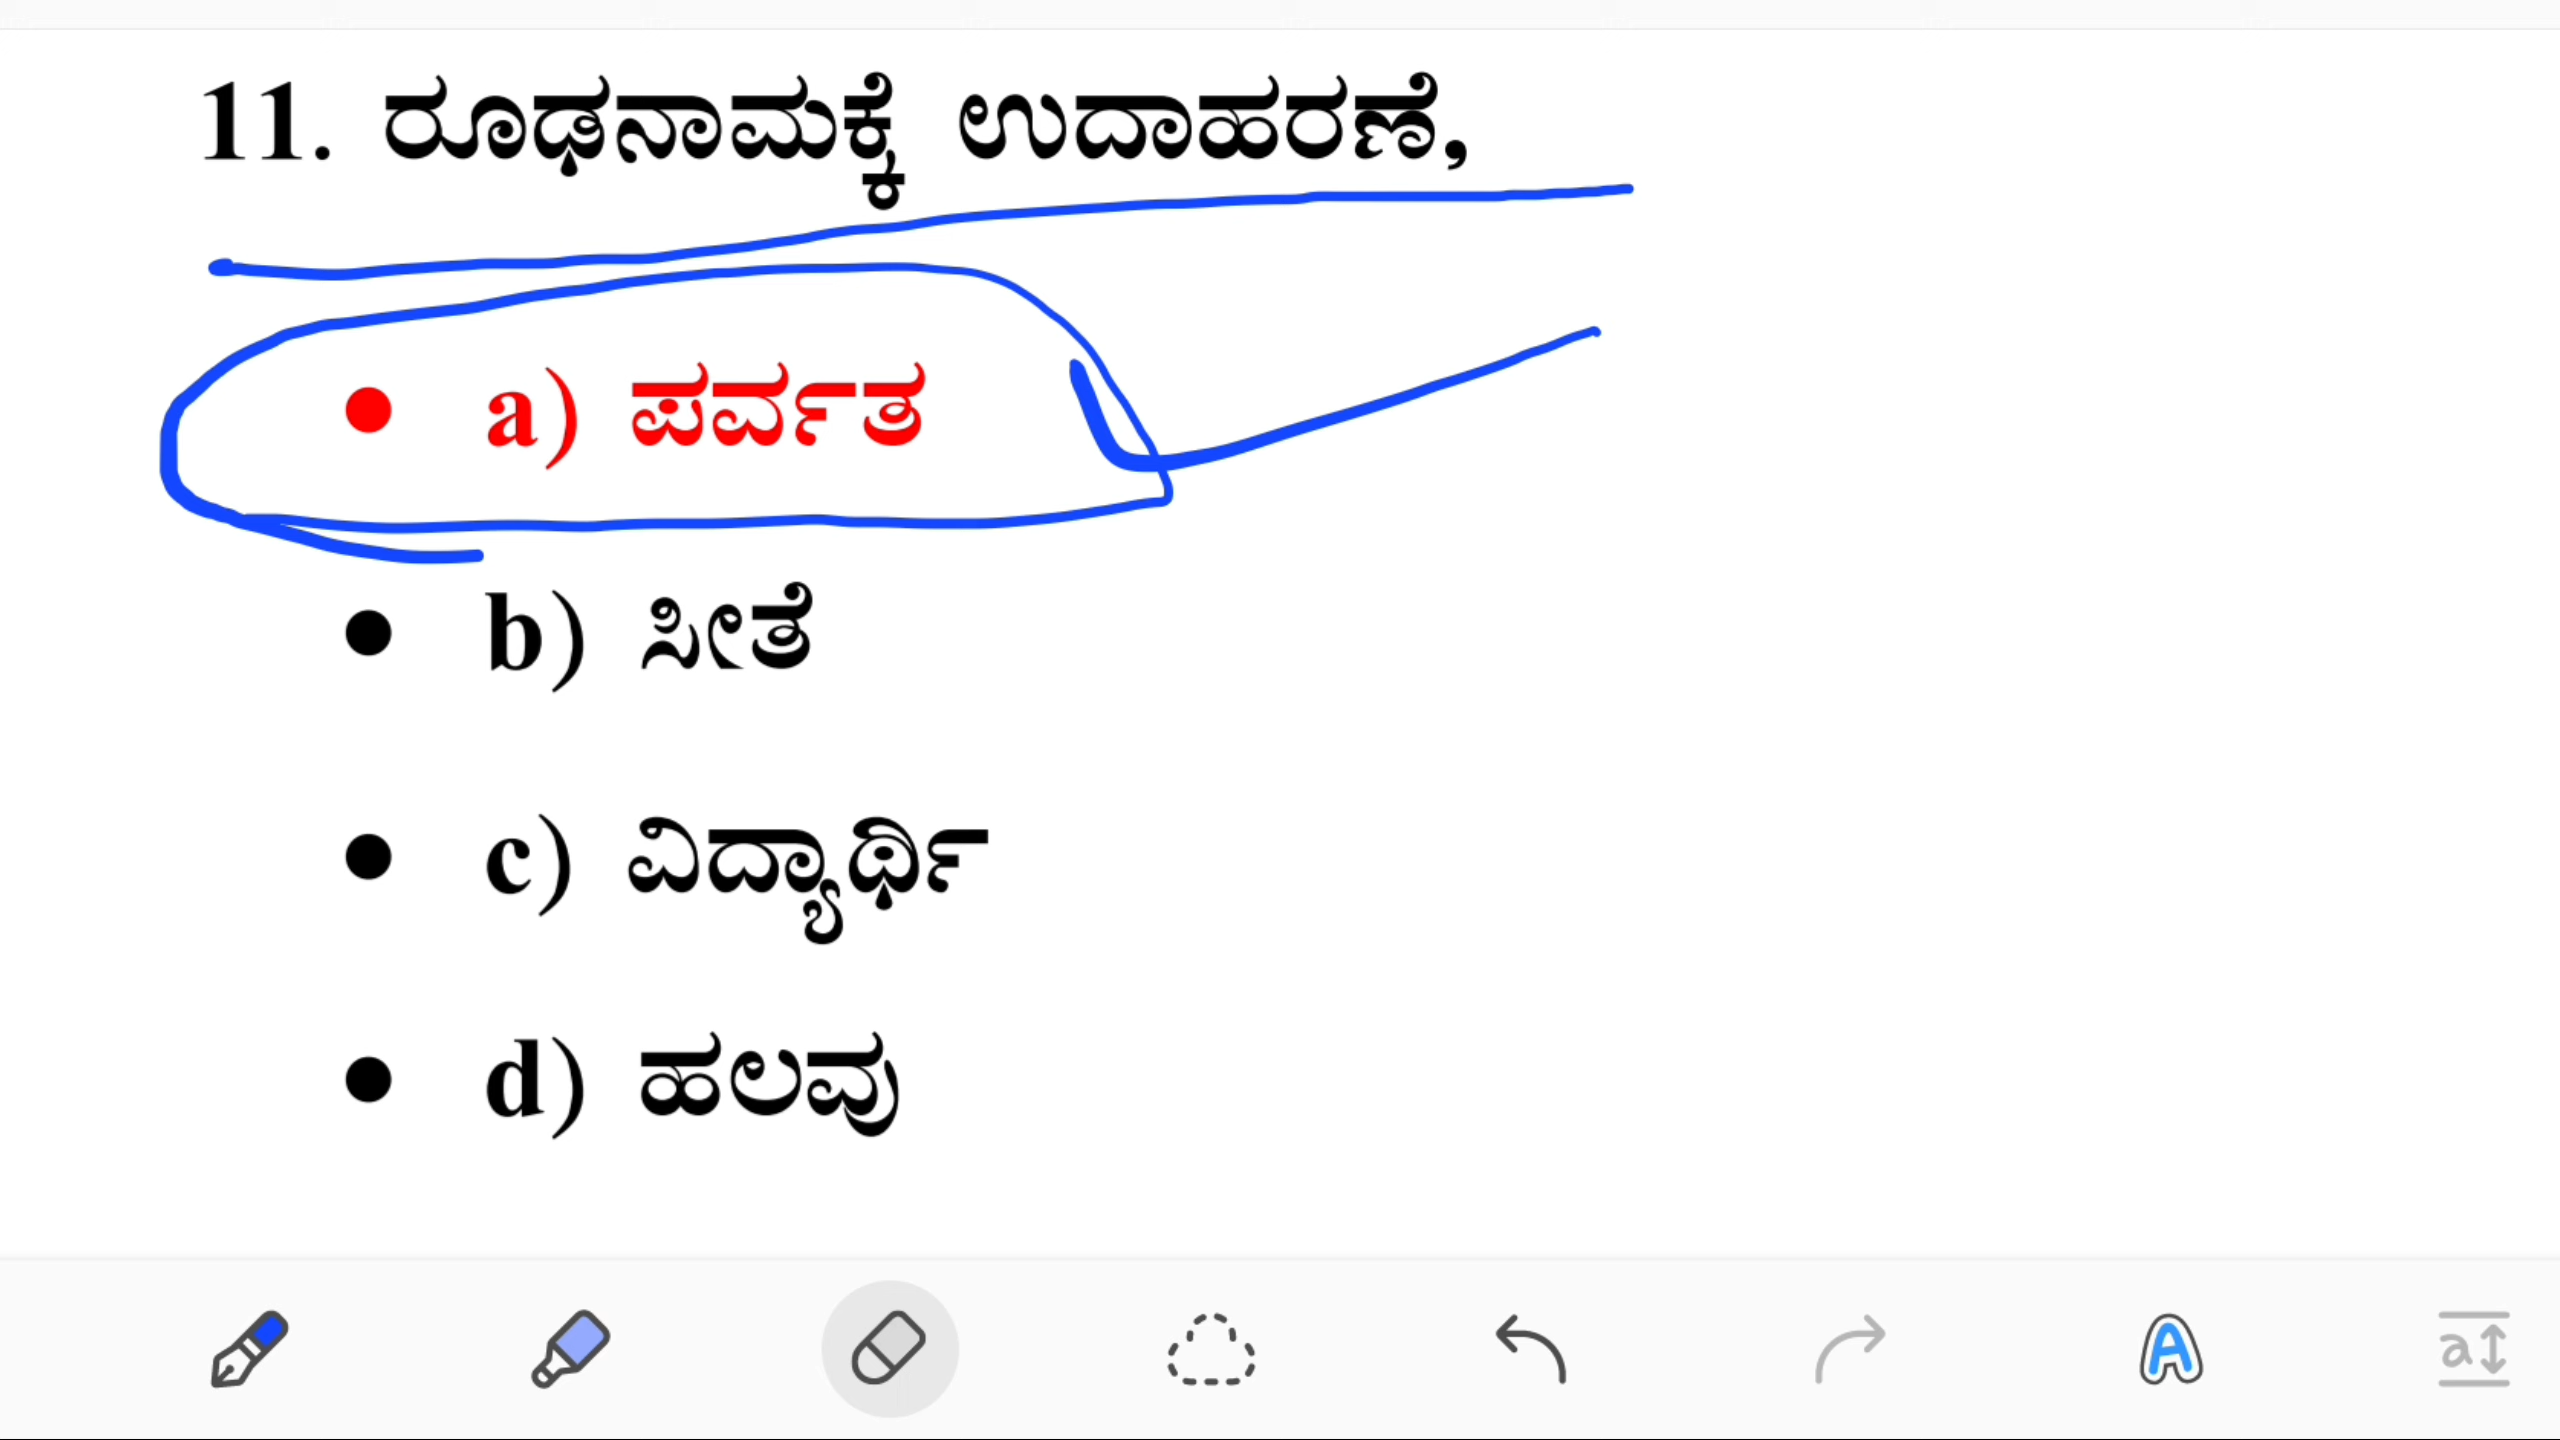 11. ರೂಢನಾಮಕ್ಕೆ ಉದಾಹರಣೆ,
● a) ಪರ್ವತ
● b) ಸೀತೆ
● c) ವಿದ್ಯಾರ್ಥಿ
● d) ಹಲವು